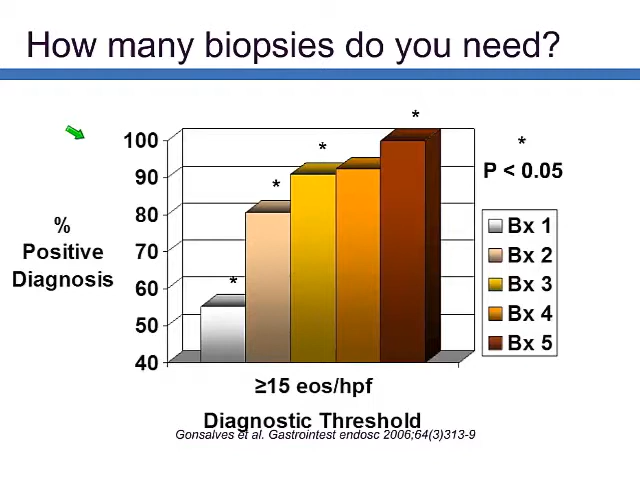 How many biopsies do you need?
*
100
*
*
P < 0.05
90
*
80
%
Positive
Diagnosis
70
60
50
40
*
Bx 1
Bx 2
Bx 3
Bx 4
Bx 5
≥15 eos/hpf
Diagnostic Threshold
Gonsalves et al. Gastrointest endosc 2006;64(3)313-9